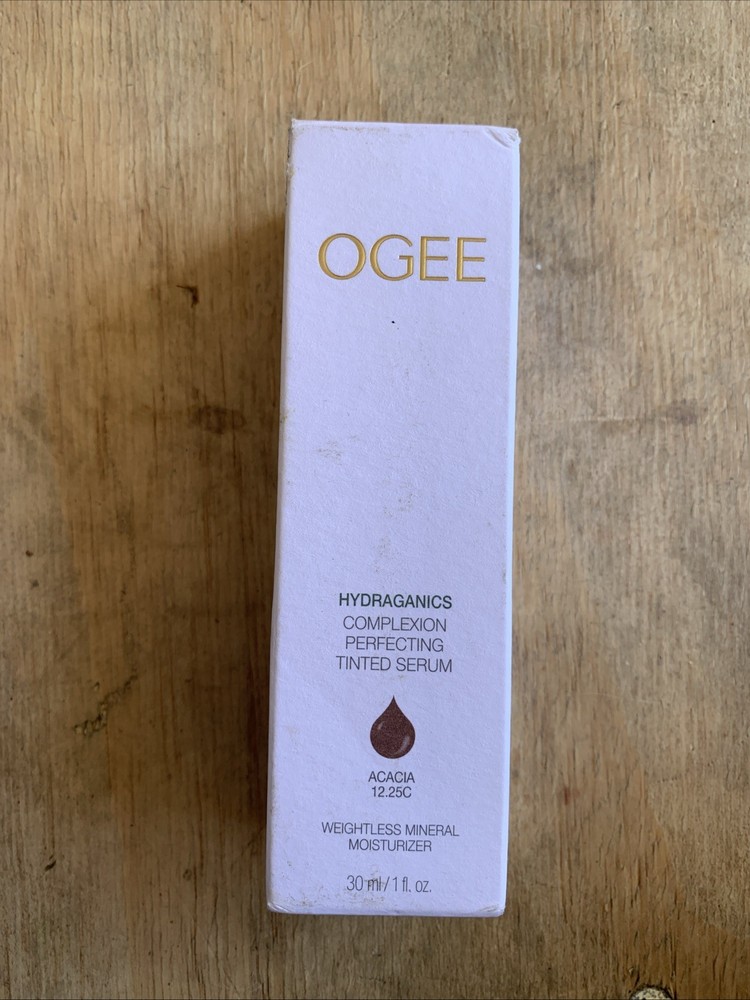 OGEE
HYDRAGANICS
COMPLEXION
PERFECTING
TINTED SERUM
ACACIA
12.25C
WEIGHTLESS MINERAL
MOISTURIZER
30 ml / 1 fl. oz.